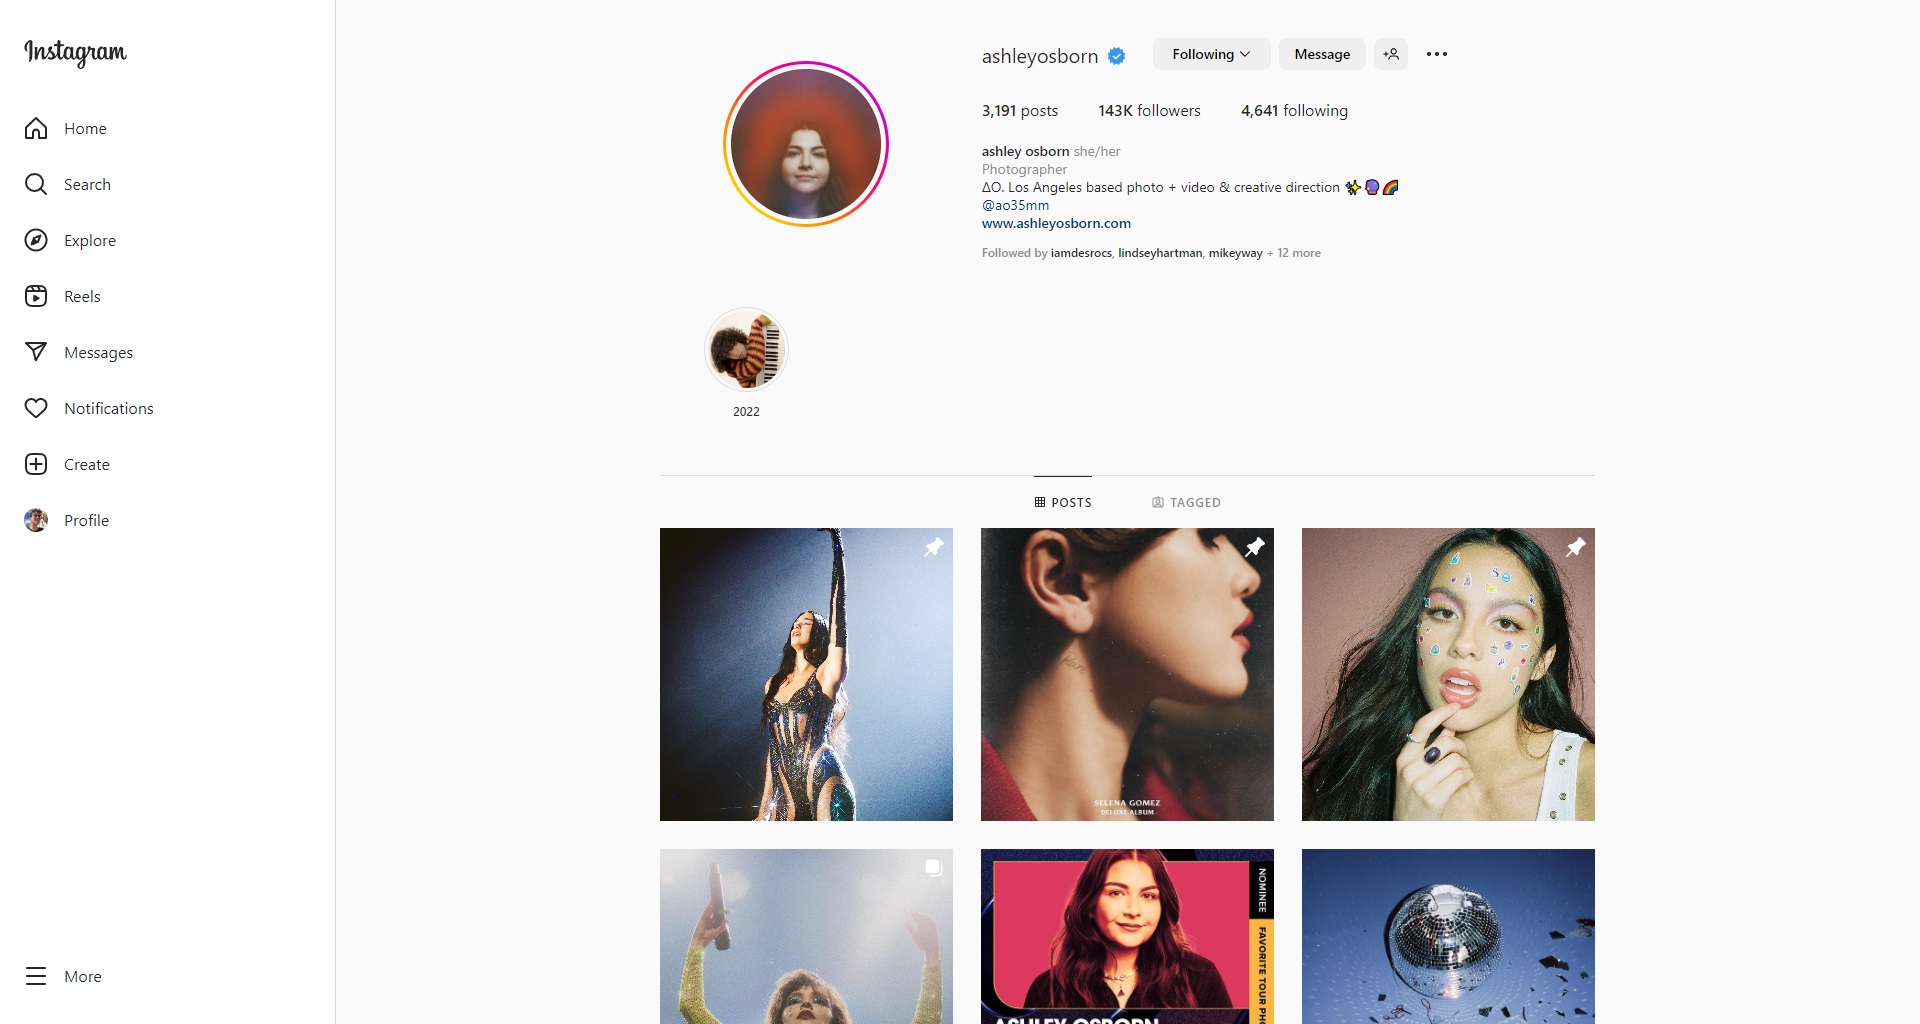 Instagram
Home
Search
Explore
Reels
Messages
Notifications
Create
Profile
More
ashleyosborn Following Message
3,191 posts 143K followers 4,641 following
ashley osborn she/her
Photographer
ΔO. Los Angeles based photo + video & creative direction ✨🔮🌈
@ao35mm
www.ashleyosborn.com
Followed by iamdesrocs, lindseyhartman, mikeyway + 12 more
2022
POSTS TAGGED
Rare
SELENA GOMEZ
DELUXE ALBUM
NOMINEE
FAVORITE TOUR
ASHLEY OSBORN